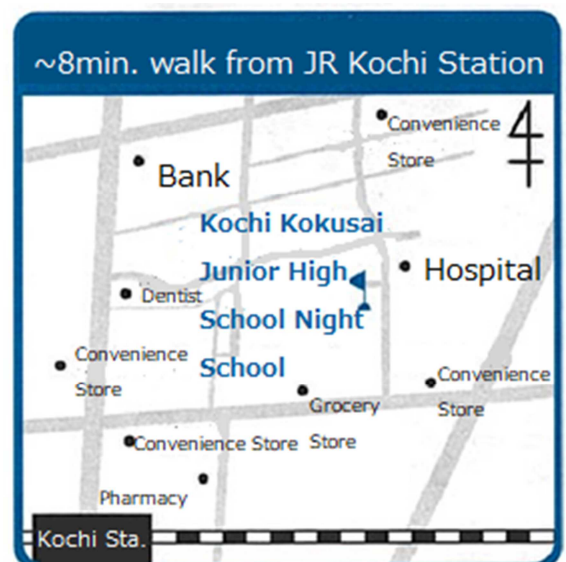 ~8min. walk from JR Kochi Station
Convenience
Store
Bank
Kochi Kokusai
Junior High
School Night
School
Hospital
Dentist
Convenience
Store
Convenience
Store
Grocery
Store
Convenience Store
Pharmacy
Kochi Sta.